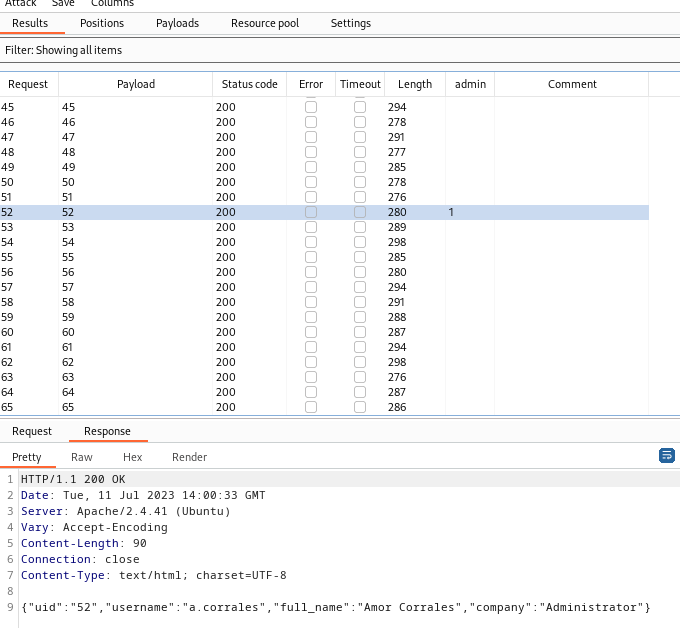 Attack Save Columns
Results Positions Payloads Resource pool Settings
Filter: Showing all items
Request Payload Status code Error Timeout Length admin Comment
45 45 200 294
46 46 200 278
47 47 200 291
48 48 200 277
49 49 200 285
50 50 200 278
51 51 200 276
52 52 200 280 1
53 53 200 289
54 54 200 298
55 55 200 285
56 56 200 280
57 57 200 294
58 58 200 291
59 59 200 288
60 60 200 287
61 61 200 294
62 62 200 298
63 63 200 276
64 64 200 287
65 65 200 286
Request Response
Pretty Raw Hex Render
1 HTTP/1.1 200 OK
2 Date: Tue, 11 Jul 2023 14:00:33 GMT
3 Server: Apache/2.4.41 (Ubuntu)
4 Vary: Accept-Encoding
5 Content-Length: 90
6 Connection: close
7 Content-Type: text/html; charset=UTF-8
8
9 {"uid":"52","username":"a.corrales","full_name":"Amor Corrales","company":"Administrator"}